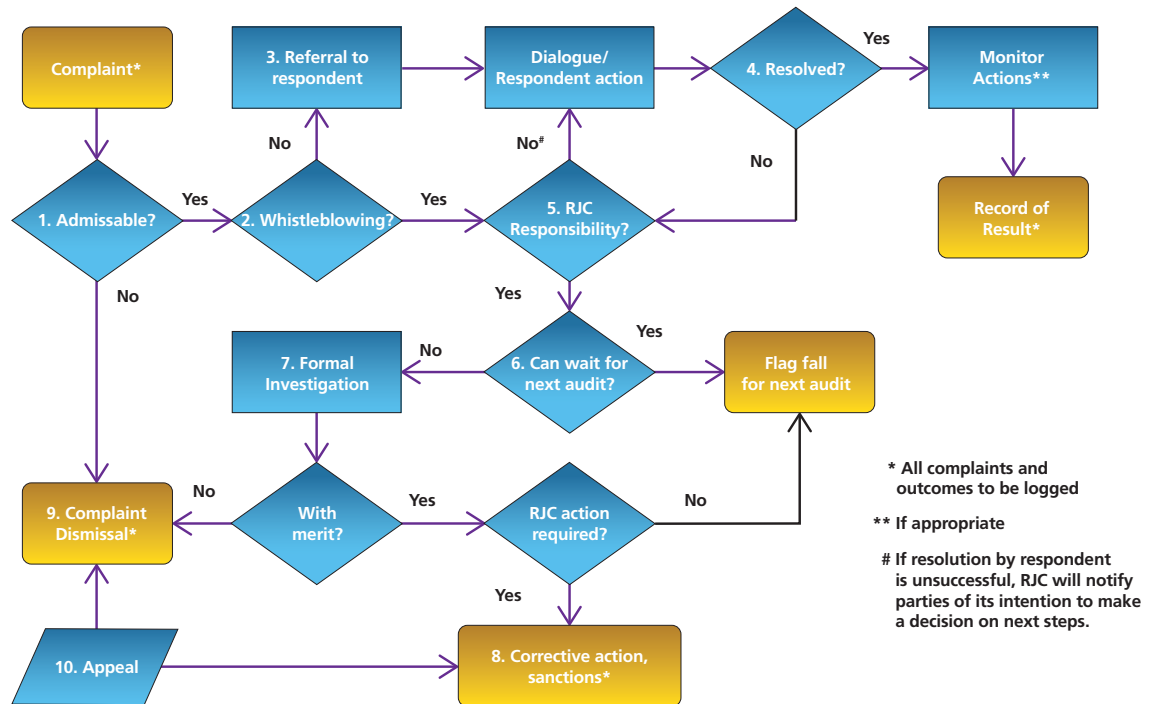 Complaint*
3. Referral to
respondent
Dialogue/
Respondent action
4. Resolved?
Yes
Monitor
Actions**
No
No#
No
1. Admissable?
Yes
2. Whistleblowing?
Yes
5. RJC
Responsibility?
Record of
Result*
No
Yes
7. Formal
Investigation
No
6. Can wait for
next audit?
Yes
Flag fall
for next audit
9. Complaint
Dismissal*
No
With
merit?
Yes
RJC action
required?
No
* All complaints and
outcomes to be logged
** If appropriate
# If resolution by respondent
is unsuccessful, RJC will notify
parties of its intention to make
a decision on next steps.
Yes
10. Appeal
8. Corrective action,
sanctions*